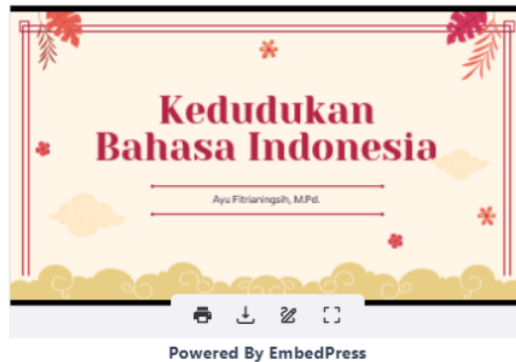 Kedudukan
Bahasa Indonesia
Ayu Fitrianingsih, M.Pd.
Powered By EmbedPress